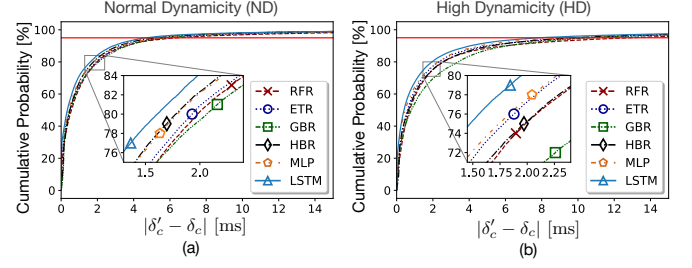 Normal Dynamicity (ND)
Cumulative Probability [%]
100
80
60
40
20
0
84
82
80
78
76
1.5
2.0
RFR
ETR
GBR
HBR
MLP
LSTM
0
2
4
6
8
10
12
14
|δ′c − δc| [ms]
(a)
High Dynamicity (HD)
Cumulative Probability [%]
100
80
60
40
20
0
80
78
76
74
72
1.50
1.75
2.00
2.25
RFR
ETR
GBR
HBR
MLP
LSTM
0
2
4
6
8
10
12
14
|δ′c − δc| [ms]
(b)